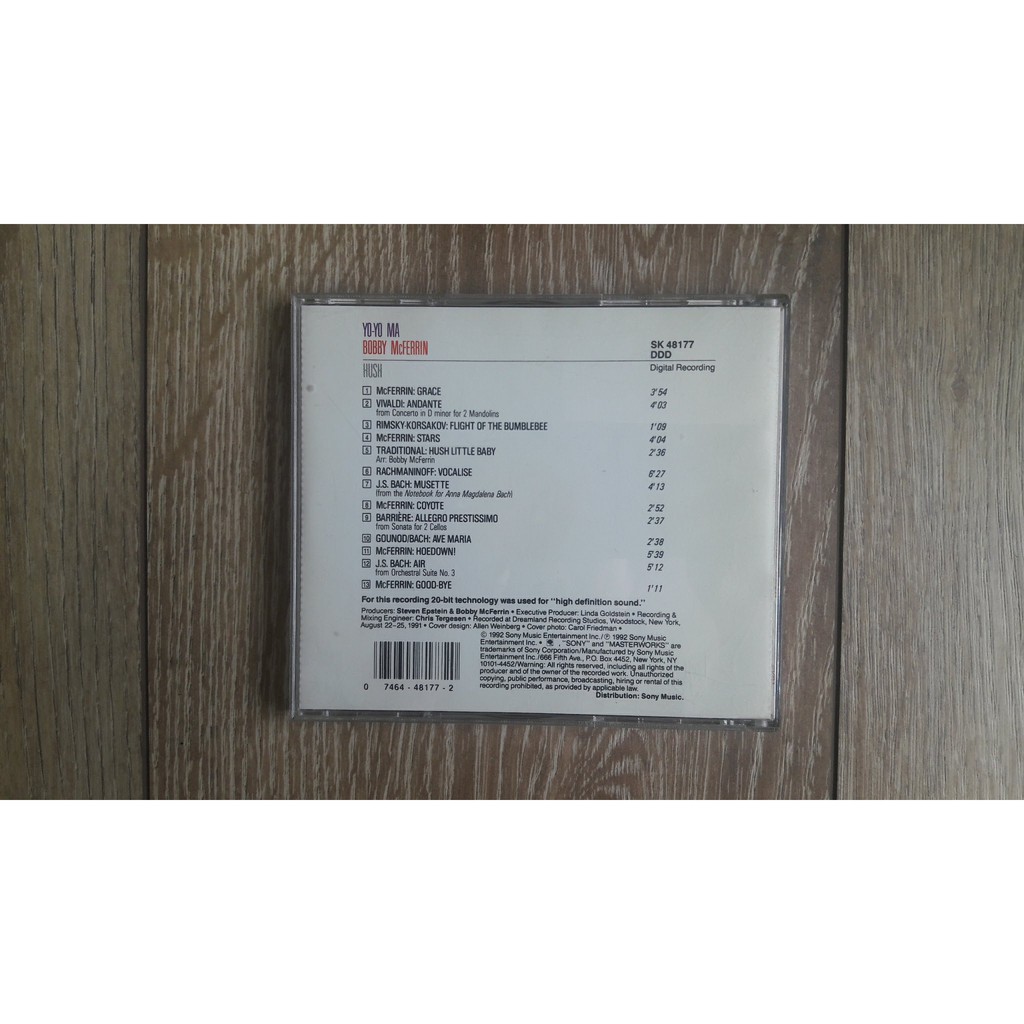 YO-YO MA
BOBBY McFERRIN
HUSH
SK 48177
DDD
Digital Recording
1 McFERRIN: GRACE 3'54
2 VIVALDI: ANDANTE 4'03
from Concerto in D minor for 2 Mandolins
3 RIMSKY-KORSAKOV: FLIGHT OF THE BUMBLEBEE 1'09
4 McFERRIN: STARS 4'04
5 TRADITIONAL: HUSH LITTLE BABY 2'36
Arr: Bobby McFerrin
6 RACHMANINOFF: VOCALISE 6'27
7 J.S. BACH: MUSETTE 4'13
(from the Notebook for Anna Magdalena Bach)
8 McFERRIN: COYOTE 2'52
9 BARRIÈRE: ALLEGRO PRESTISSIMO 2'37
from Sonata for 2 Cellos
10 GOUNOD/BACH: AVE MARIA 2'38
11 McFERRIN: HOEDOWN! 5'39
12 J.S. BACH: AIR 5'12
from Orchestral Suite No. 3
13 McFERRIN: GOOD-BYE 1'11
For this recording 20-bit technology was used for "high definition sound."
Producers: Steven Epstein & Bobby McFerrin • Executive Producer: Linda Goldstein • Recording &
Mixing Engineer: Chris Tergesen • Recorded at Dreamland Recording Studios, Woodstock, New York,
August 22-25, 1991 • Cover design: Allen Weinberg • Cover photo: Carol Friedman •
© 1992 Sony Music Entertainment Inc./℗ 1992 Sony Music
Entertainment Inc. • , "SONY" and "MASTERWORKS" are
trademarks of Sony Corporation/Manufactured by Sony Music
Entertainment Inc./666 Fifth Ave., P.O. Box 4452, New York, NY
10101-4452/Warning: All rights reserved, including all rights of the
producer and of the owner of the recorded work. Unauthorized
copying, public performance, broadcasting, hiring or rental of this
recording prohibited, as provided by applicable law.
Distribution: Sony Music.
0 7464-48177-2